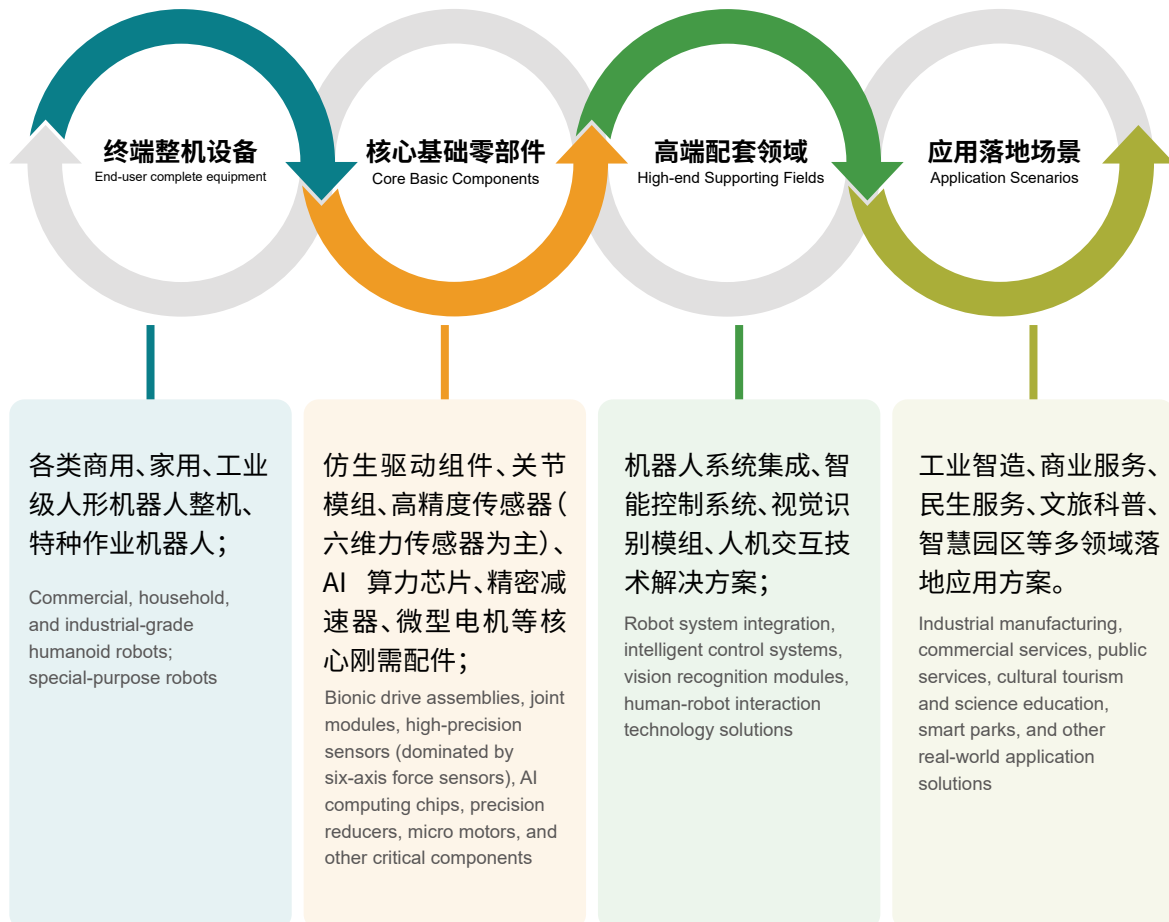 终端整机设备
End-user complete equipment
核心基础零部件
Core Basic Components
高端配套领域
High-end Supporting Fields
应用落地场景
Application Scenarios
各类商用、家用、工业
级人形机器人整机、
特种作业机器人；
Commercial, household,
and industrial-grade
humanoid robots;
special-purpose robots
仿生驱动组件、关节
模组、高精度传感器（
六维力传感器为主）、
AI 算力芯片、精密减
速器、微型电机等核
心刚需配件；
Bionic drive assemblies, joint
modules, high-precision
sensors (dominated by
six-axis force sensors), AI
computing chips, precision
reducers, micro motors, and
other critical components
机器人系统集成、智
能控制系统、视觉识
别模组、人机交互技
术解决方案；
Robot system integration,
intelligent control systems,
vision recognition modules,
human-robot interaction
technology solutions
工业智造、商业服务、
民生服务、文旅科普、
智慧园区等多领域落
地应用方案。
Industrial manufacturing,
commercial services, public
services, cultural tourism
and science education,
smart parks, and other
real-world application
solutions